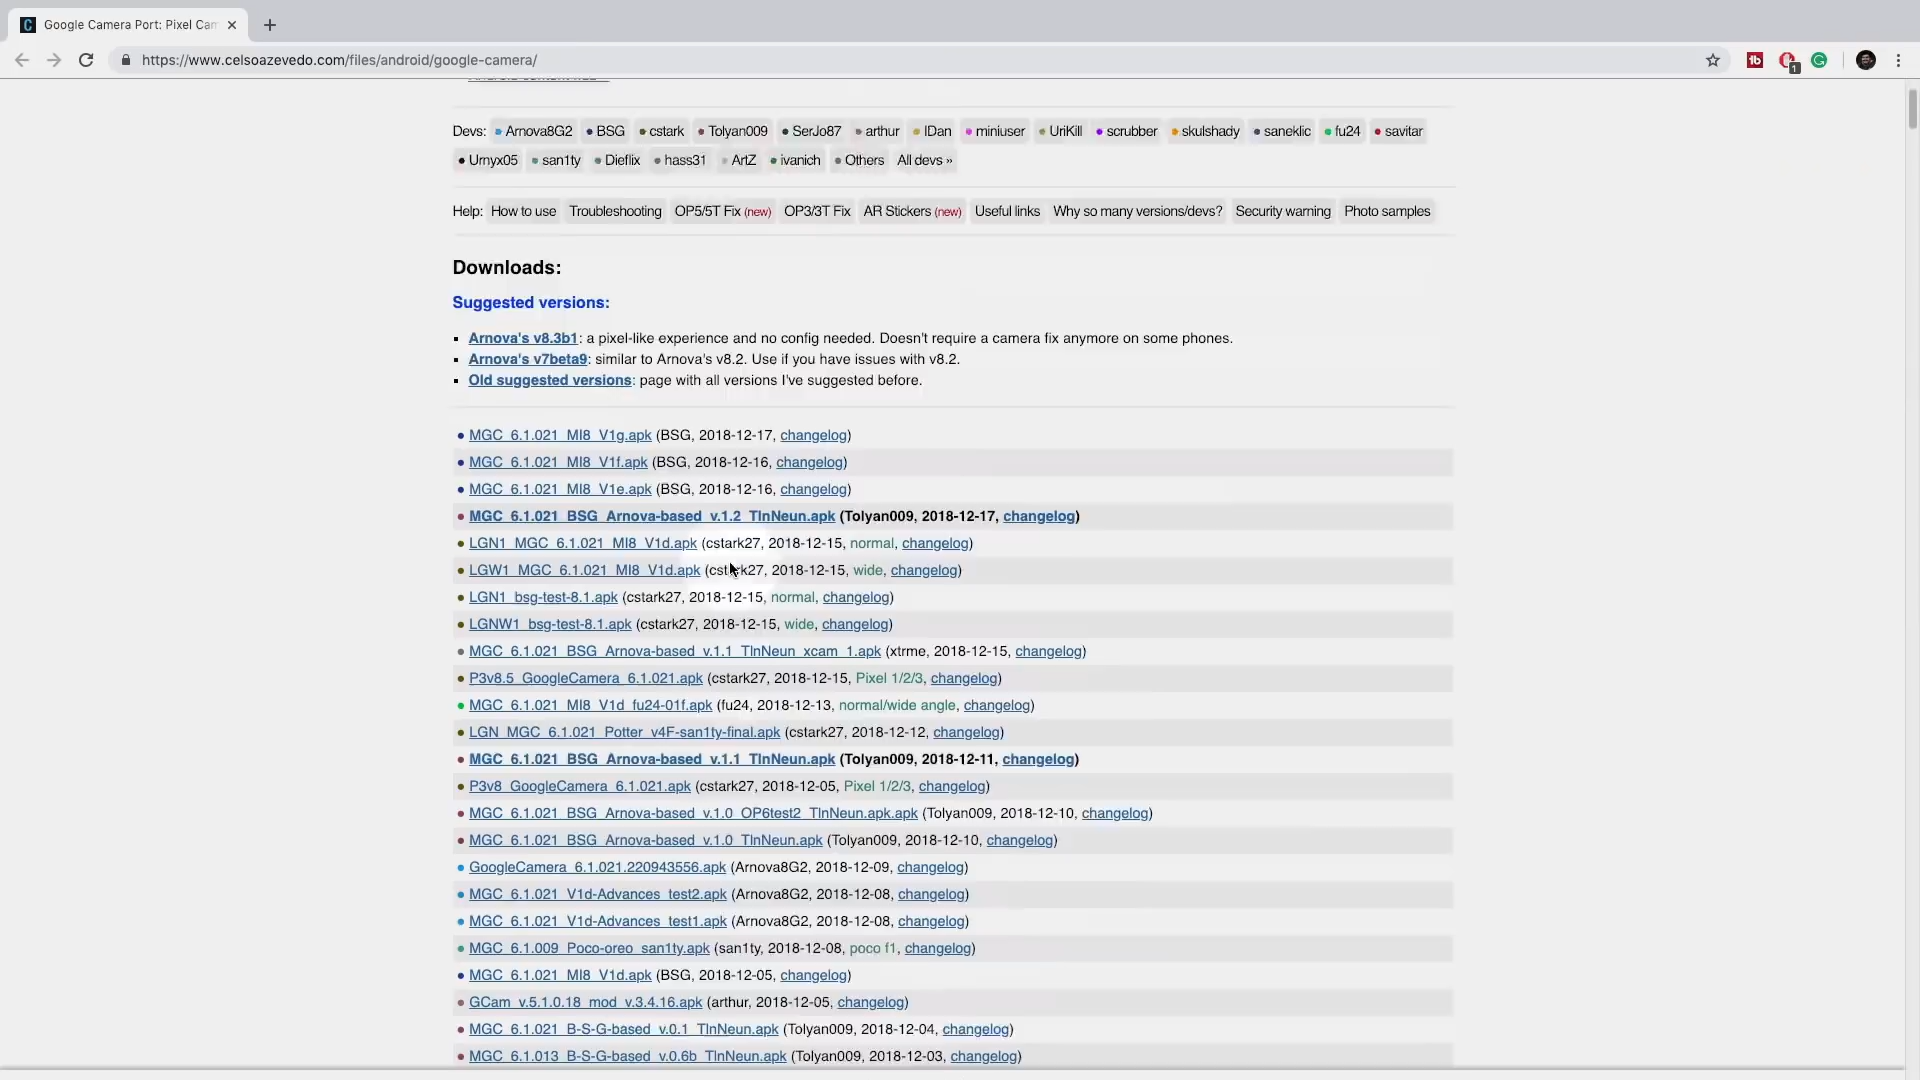 Google Camera Port: Pixel Cam
https://www.celsoazevedo.com/files/android/google-camera/
1
Devs: Arnova8G2 BSG cstark Tolyan009 SerJo87 arthur IDan miniuser UriKill scrubber skulshady saneklic fu24 savitar
Urnyx05 san1ty Dieflix hass31 ArtZ ivanich Others All devs »
Help: How to use Troubleshooting OP5/5T Fix (new) OP3/3T Fix AR Stickers (new) Useful links Why so many versions/devs? Security warning Photo samples
Downloads:
Suggested versions:
Arnova's v8.3b1: a pixel-like experience and no config needed. Doesn't require a camera fix anymore on some phones.
Arnova's v7beta9: similar to Arnova's v8.2. Use if you have issues with v8.2.
Old suggested versions: page with all versions I've suggested before.
MGC_6.1.021_MI8_V1g.apk (BSG, 2018-12-17, changelog)
MGC_6.1.021_MI8_V1f.apk (BSG, 2018-12-16, changelog)
MGC_6.1.021_MI8_V1e.apk (BSG, 2018-12-16, changelog)
MGC_6.1.021_BSG_Arnova-based_v.1.2_TlnNeun.apk (Tolyan009, 2018-12-17, changelog)
LGN1_MGC_6.1.021_MI8_V1d.apk (cstark27, 2018-12-15, normal, changelog)
LGW1_MGC_6.1.021_MI8_V1d.apk (cstark27, 2018-12-15, wide, changelog)
LGN1_bsg-test-8.1.apk (cstark27, 2018-12-15, normal, changelog)
LGNW1_bsg-test-8.1.apk (cstark27, 2018-12-15, wide, changelog)
MGC_6.1.021_BSG_Arnova-based_v.1.1_TlnNeun_xcam_1.apk (xtrme, 2018-12-15, changelog)
P3v8.5_GoogleCamera_6.1.021.apk (cstark27, 2018-12-15, Pixel 1/2/3, changelog)
MGC_6.1.021_MI8_V1d_fu24-01f.apk (fu24, 2018-12-13, normal/wide angle, changelog)
LGN_MGC_6.1.021_Potter_v4F-san1ty-final.apk (cstark27, 2018-12-12, changelog)
MGC_6.1.021_BSG_Arnova-based_v.1.1_TlnNeun.apk (Tolyan009, 2018-12-11, changelog)
P3v8_GoogleCamera_6.1.021.apk (cstark27, 2018-12-05, Pixel 1/2/3, changelog)
MGC_6.1.021_BSG_Arnova-based_v.1.0_OP6test2_TlnNeun.apk.apk (Tolyan009, 2018-12-10, changelog)
MGC_6.1.021_BSG_Arnova-based_v.1.0_TlnNeun.apk (Tolyan009, 2018-12-10, changelog)
GoogleCamera_6.1.021.220943556.apk (Arnova8G2, 2018-12-09, changelog)
MGC_6.1.021_V1d-Advances_test2.apk (Arnova8G2, 2018-12-08, changelog)
MGC_6.1.021_V1d-Advances_test1.apk (Arnova8G2, 2018-12-08, changelog)
MGC_6.1.009_Poco-oreo_san1ty.apk (san1ty, 2018-12-08, poco f1, changelog)
MGC_6.1.021_MI8_V1d.apk (BSG, 2018-12-05, changelog)
GCam_v.5.1.0.18_mod_v.3.4.16.apk (arthur, 2018-12-05, changelog)
MGC_6.1.021_B-S-G-based_v.0.1_TlnNeun.apk (Tolyan009, 2018-12-04, changelog)
MGC_6.1.013_B-S-G-based_v.0.6b_TlnNeun.apk (Tolyan009, 2018-12-03, changelog)